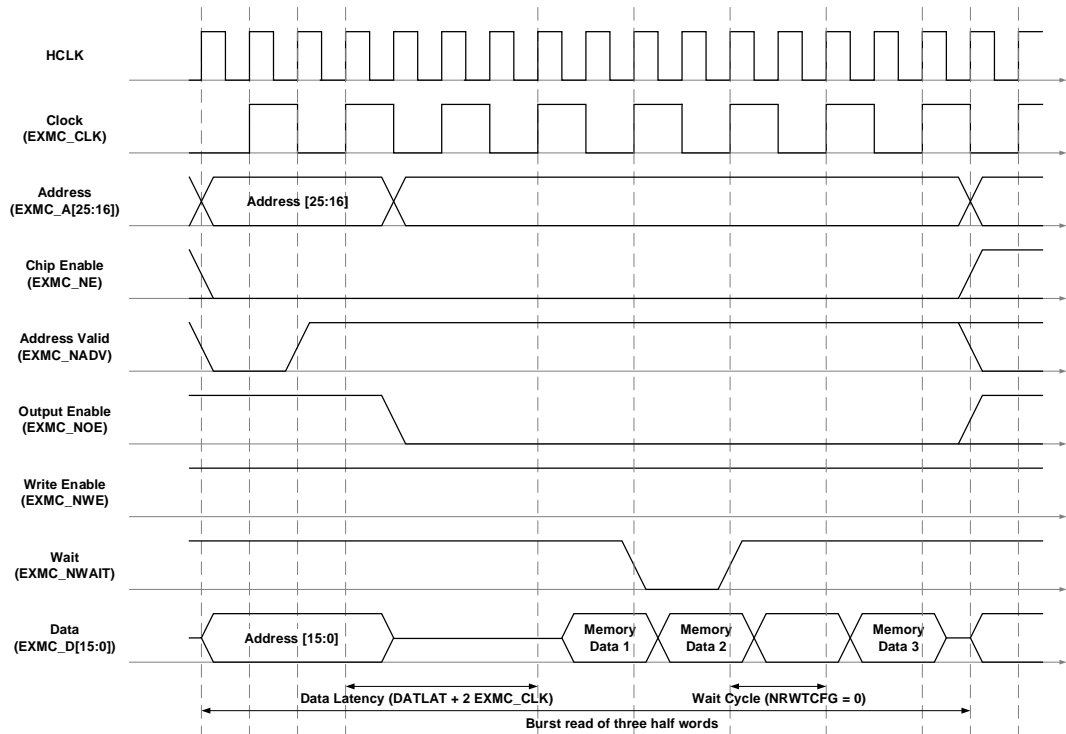 HCLK
Clock
(EXMC_CLK)
Address
(EXMC_A[25:16])
Address [25:16]
Chip Enable
(EXMC_NE)
Address Valid
(EXMC_NADV)
Output Enable
(EXMC_NOE)
Write Enable
(EXMC_NWE)
Wait
(EXMC_NWAIT)
Data
(EXMC_D[15:0])
Address [15:0]
Memory
Data 1
Memory
Data 2
Memory
Data 3
Data Latency (DATLAT + 2 EXMC_CLK)
Wait Cycle (NRWTCFG = 0)
Burst read of three half words